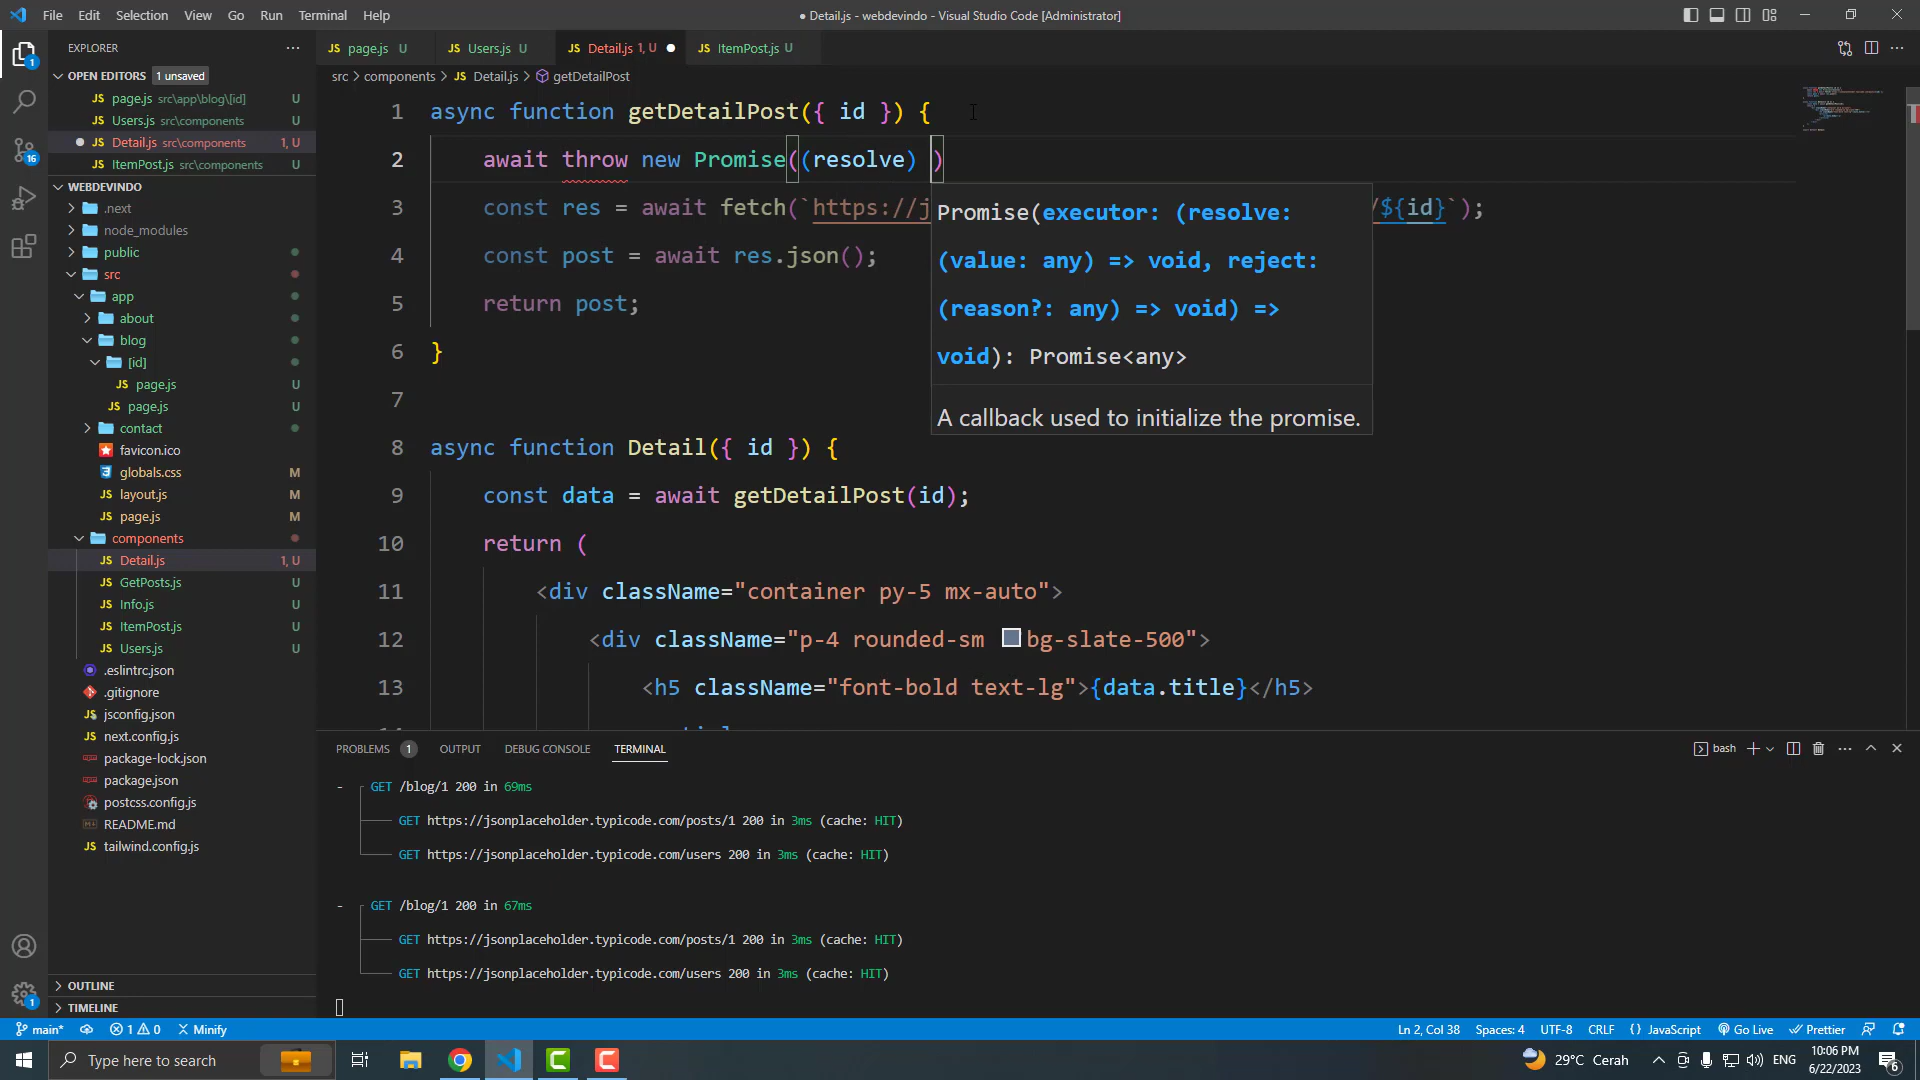 File Edit Selection View Go Run Terminal Help
● Detail.js - webdevindo - Visual Studio Code [Administrator]
EXPLORER
OPEN EDITORS 1 unsaved
JS page.js src\app\blog\[id] U
JS Users.js src\components U
JS Detail.js src\components 1, U
JS ItemPost.js src\components U
WEBDEVINDO
.next
node_modules
public
src
app
about
blog
[id]
JS page.js U
JS page.js U
contact
favicon.ico
globals.css M
JS layout.js M
JS page.js M
components
JS Detail.js 1, U
JS GetPosts.js U
JS Info.js U
JS ItemPost.js U
JS Users.js U
.eslintrc.json
.gitignore
JS jsconfig.json
JS next.config.js
package-lock.json
package.json
JS postcss.config.js
README.md
JS tailwind.config.js
OUTLINE
TIMELINE
JS page.js U JS Users.js U JS Detail.js 1, U ● JS ItemPost.js U
src > components > JS Detail.js > getDetailPost
1 async function getDetailPost({ id }) {
2 await throw new Promise((resolve) )
3 const res = await fetch(`https://j /${id}`);
4 const post = await res.json();
5 return post;
6 }
7
8 async function Detail({ id }) {
9 const data = await getDetailPost(id);
10 return (
11 <div className="container py-5 mx-auto">
12 <div className="p-4 rounded-sm bg-slate-500">
13 <h5 className="font-bold text-lg">{data.title}</h5>
Promise(executor: (resolve:
(value: any) => void, reject:
(reason?: any) => void) =>
void): Promise<any>
A callback used to initialize the promise.
PROBLEMS 1 OUTPUT DEBUG CONSOLE TERMINAL
bash
- GET /blog/1 200 in 69ms
GET https://jsonplaceholder.typicode.com/posts/1 200 in 3ms (cache: HIT)
GET https://jsonplaceholder.typicode.com/users 200 in 3ms (cache: HIT)
- GET /blog/1 200 in 67ms
GET https://jsonplaceholder.typicode.com/posts/1 200 in 3ms (cache: HIT)
GET https://jsonplaceholder.typicode.com/users 200 in 3ms (cache: HIT)
main* 1 0 Minify
Ln 2, Col 38 Spaces: 4 UTF-8 CRLF {} JavaScript Go Live Prettier
Type here to search
29°C Cerah ENG 10:06 PM
6/22/2023
6